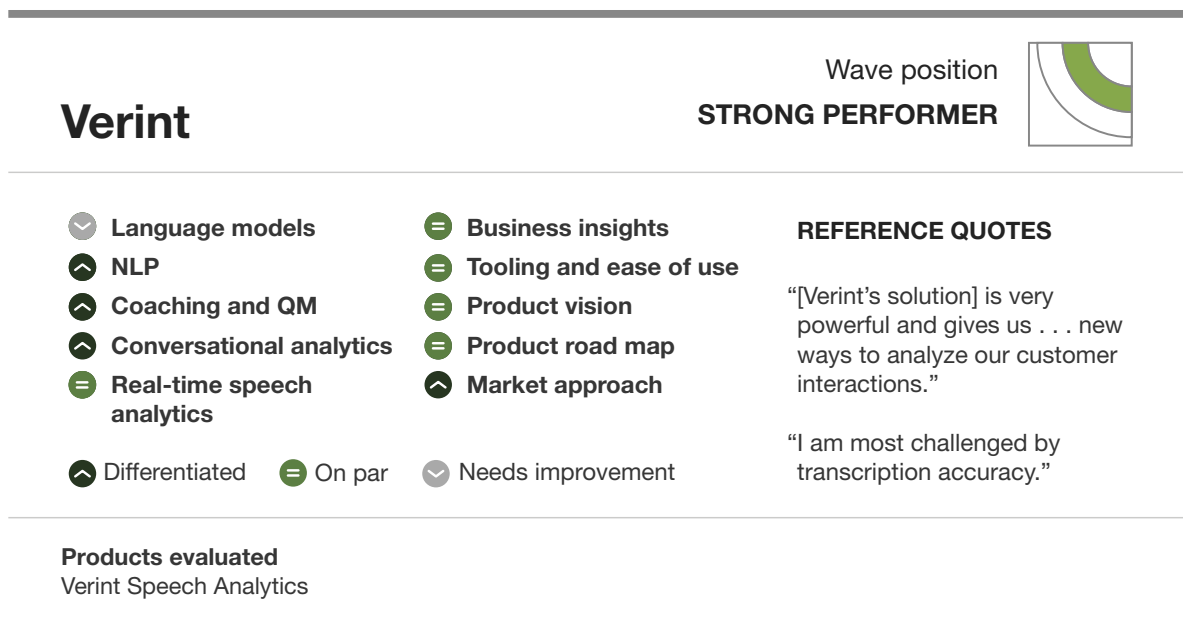 Wave position
STRONG PERFORMER
Verint
Language models
NLP
Coaching and QM
Conversational analytics
Real-time speech
analytics
Business insights
Tooling and ease of use
Product vision
Product road map
Market approach
Differentiated
On par
Needs improvement
REFERENCE QUOTES
“[Verint’s solution] is very
powerful and gives us . . . new
ways to analyze our customer
interactions.”
“I am most challenged by
transcription accuracy.”
Products evaluated
Verint Speech Analytics